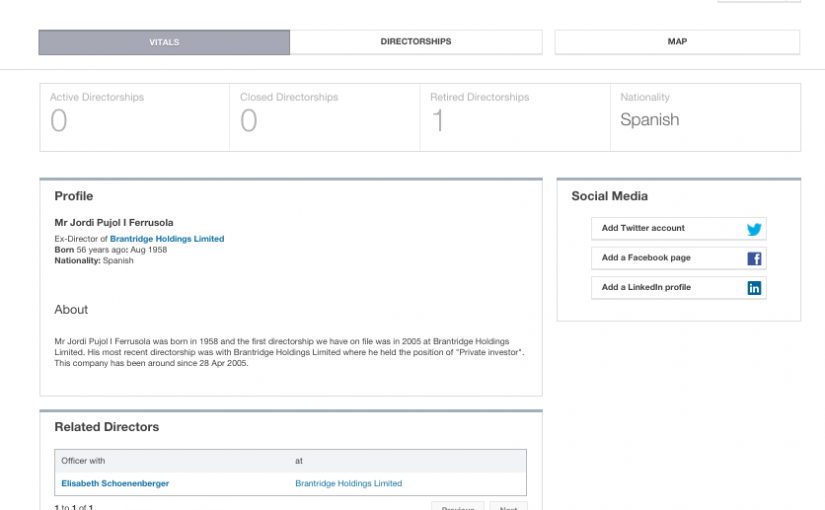 VITALS
DIRECTORSHIPS
MAP
Active Directorships
0
Closed Directorships
0
Retired Directorships
1
Nationality
Spanish
Profile
Mr Jordi Pujol I Ferrusola
Ex-Director of Brantridge Holdings Limited
Born 56 years ago: Aug 1958
Nationality: Spanish
About
Mr Jordi Pujol I Ferrusola was born in 1958 and the first directorship we have on file was in 2005 at Brantridge Holdings
Limited. His most recent directorship was with Brantridge Holdings Limited where he held the position of "Private investor".
This company has been around since 28 Apr 2005.
Social Media
Add Twitter account
Add a Facebook page
Add a LinkedIn profile
Related Directors
Officer with at
Elisabeth Schoenenberger Brantridge Holdings Limited
1 to 1 of 1
Previous Next